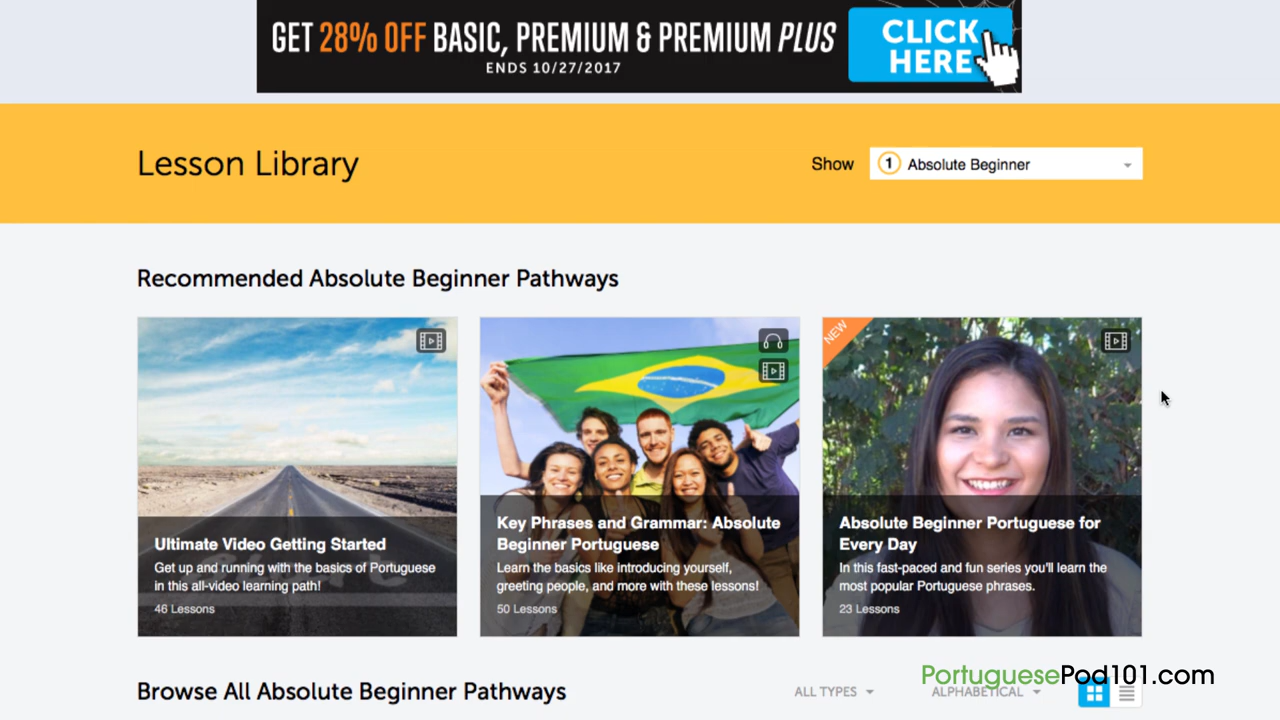 GET 28% OFF BASIC, PREMIUM & PREMIUM PLUS
ENDS 10/27/2017
CLICK
HERE
Lesson Library
Show
1 Absolute Beginner
Recommended Absolute Beginner Pathways
Ultimate Video Getting Started
Get up and running with the basics of Portuguese
in this all-video learning path!
46 Lessons
Key Phrases and Grammar: Absolute
Beginner Portuguese
Learn the basics like introducing yourself,
greeting people, and more with these lessons!
50 Lessons
NEW
Absolute Beginner Portuguese for
Every Day
In this fast-paced and fun series you'll learn the
most popular Portuguese phrases.
23 Lessons
Browse All Absolute Beginner Pathways
ALL TYPES
ALPHABETICAL
PortuguesePod101.com